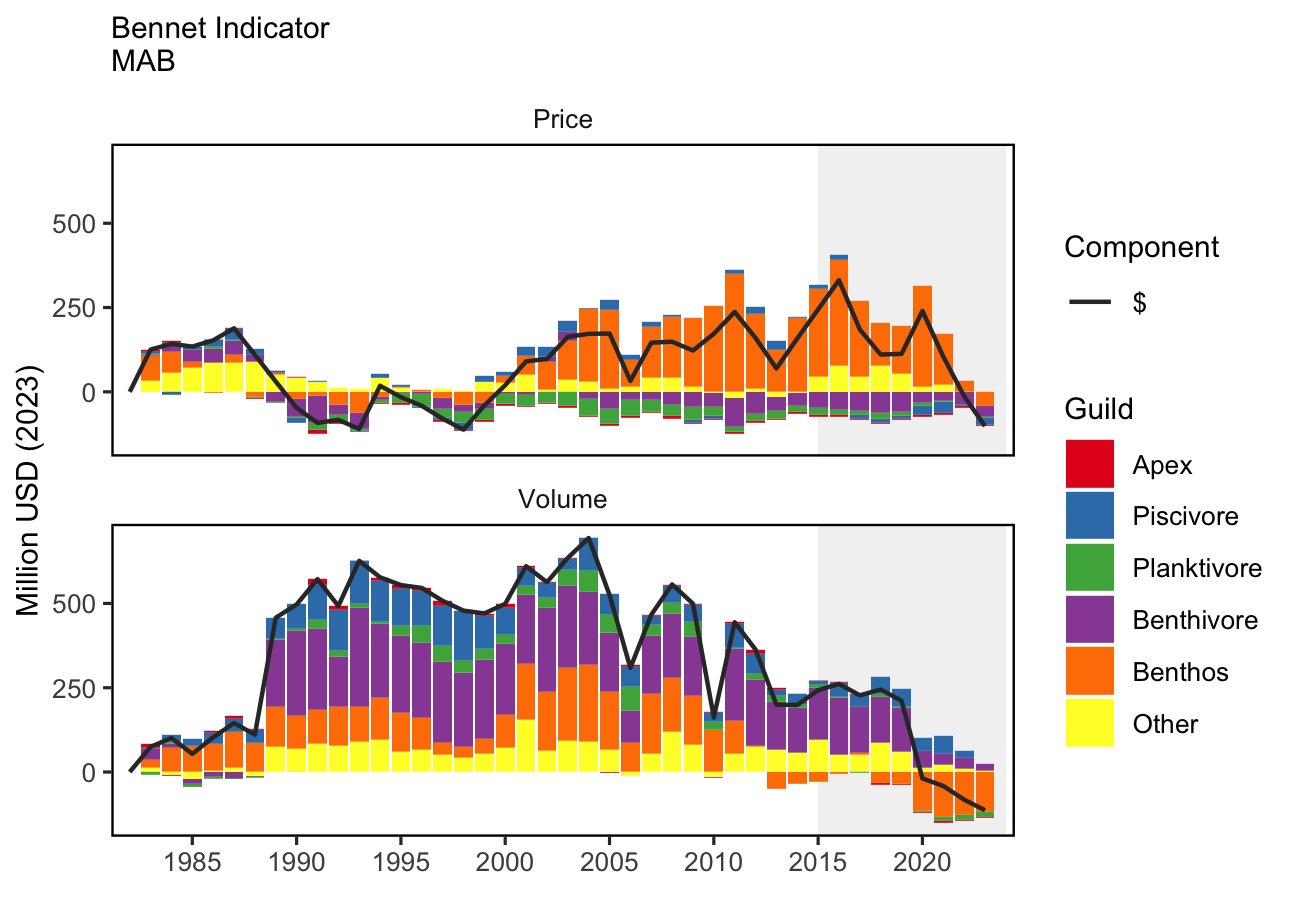 Bennet Indicator
MAB
Price
500
250
0
Volume
500
250
0
1985 1990 1995 2000 2005 2010 2015 2020
Million USD (2023)
Component
$
Guild
Apex
Piscivore
Planktivore
Benthivore
Benthos
Other